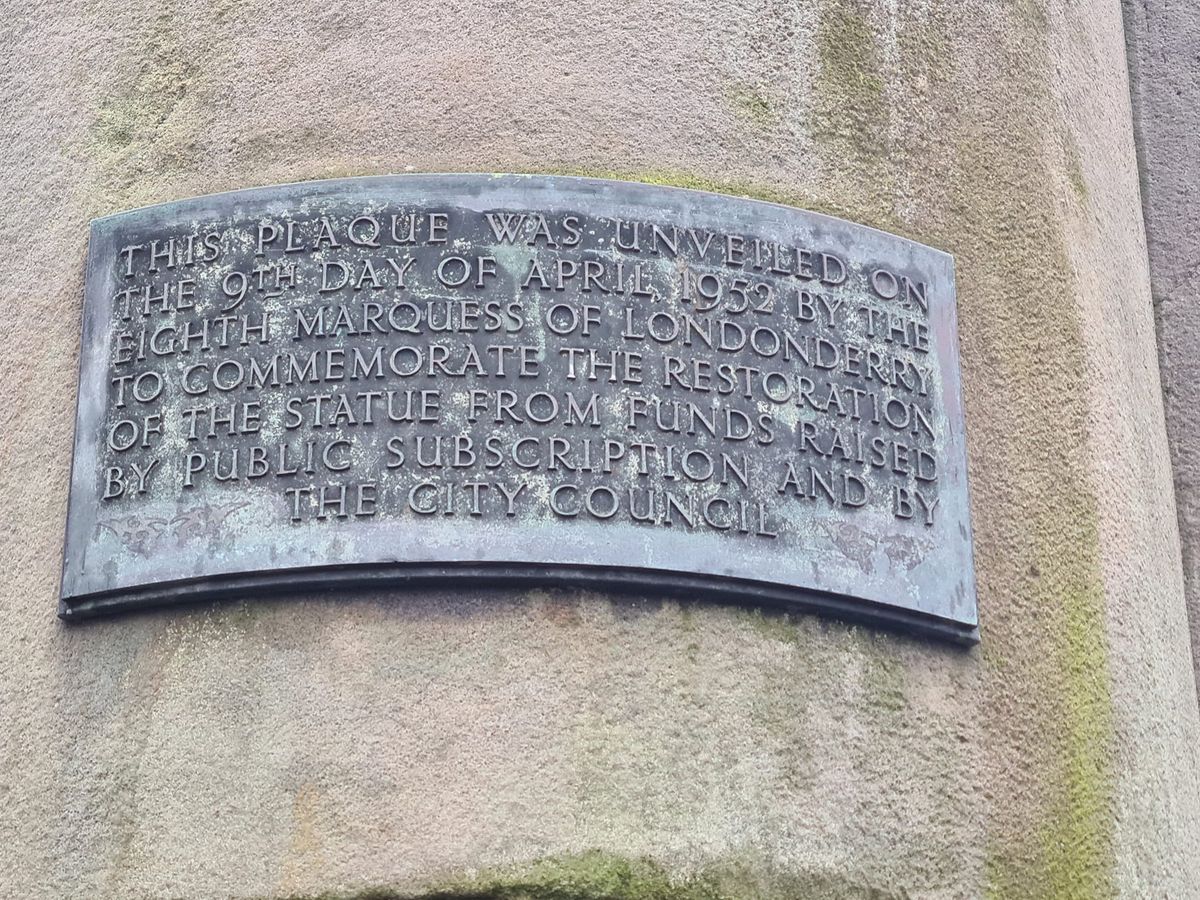 THIS PLAQUE WAS UNVEILED ON
THE 9TH DAY OF APRIL, 1952 BY THE
EIGHTH MARQUESS OF LONDONDERRY,
TO COMMEMORATE THE RESTORATION
OF THE STATUE FROM FUNDS RAISED
BY PUBLIC SUBSCRIPTION AND BY
THE CITY COUNCIL